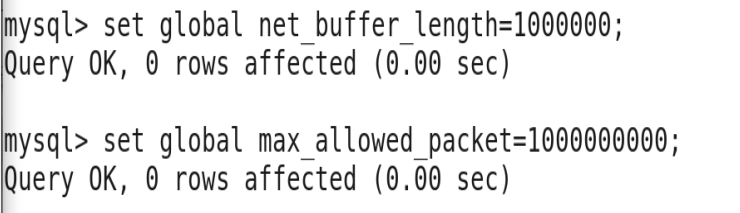 mysql> set global net_buffer_length=1000000;
Query OK, 0 rows affected (0.00 sec)
mysql> set global max_allowed_packet=1000000000;
Query OK, 0 rows affected (0.00 sec)